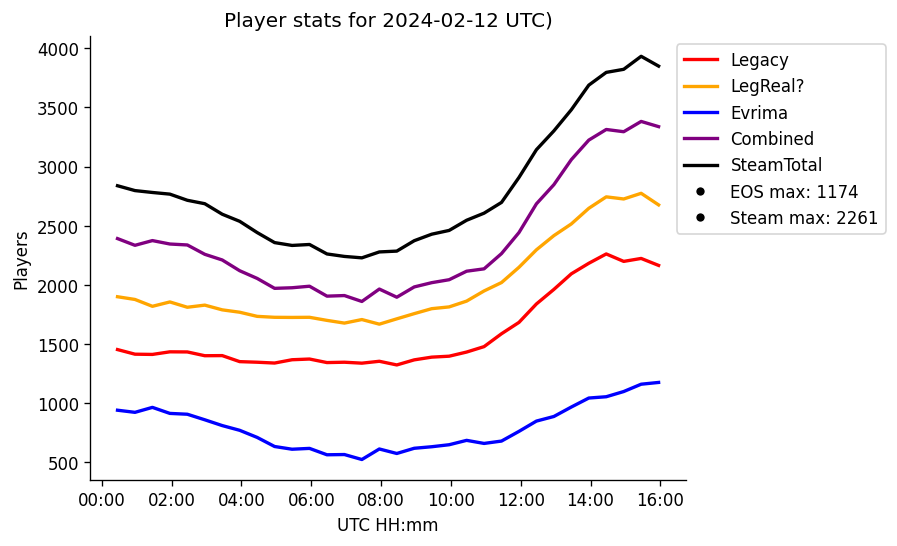 Player stats for 2024-02-12 UTC)
4000
3500
3000
2500
2000
1500
1000
500
Players
00:00 02:00 04:00 06:00 08:00 10:00 12:00 14:00 16:00
UTC HH:mm
Legacy
LegReal?
Evrima
Combined
SteamTotal
EOS max: 1174
Steam max: 2261